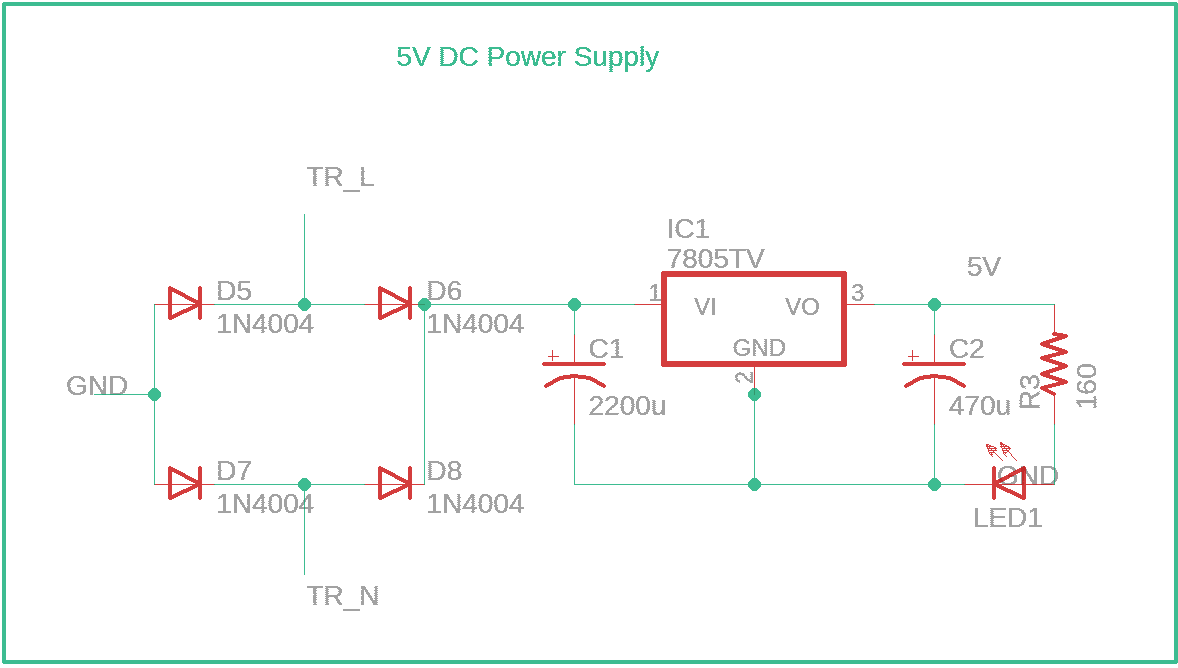 5V DC Power Supply
TR_L
IC1
7805TV
5V
D5
1N4004
D6
1N4004
1
VI
VO
3
GND
2
C1
2200u
C2
470u
R3
160
GND
D7
1N4004
D8
1N4004
GND
LED1
TR_N